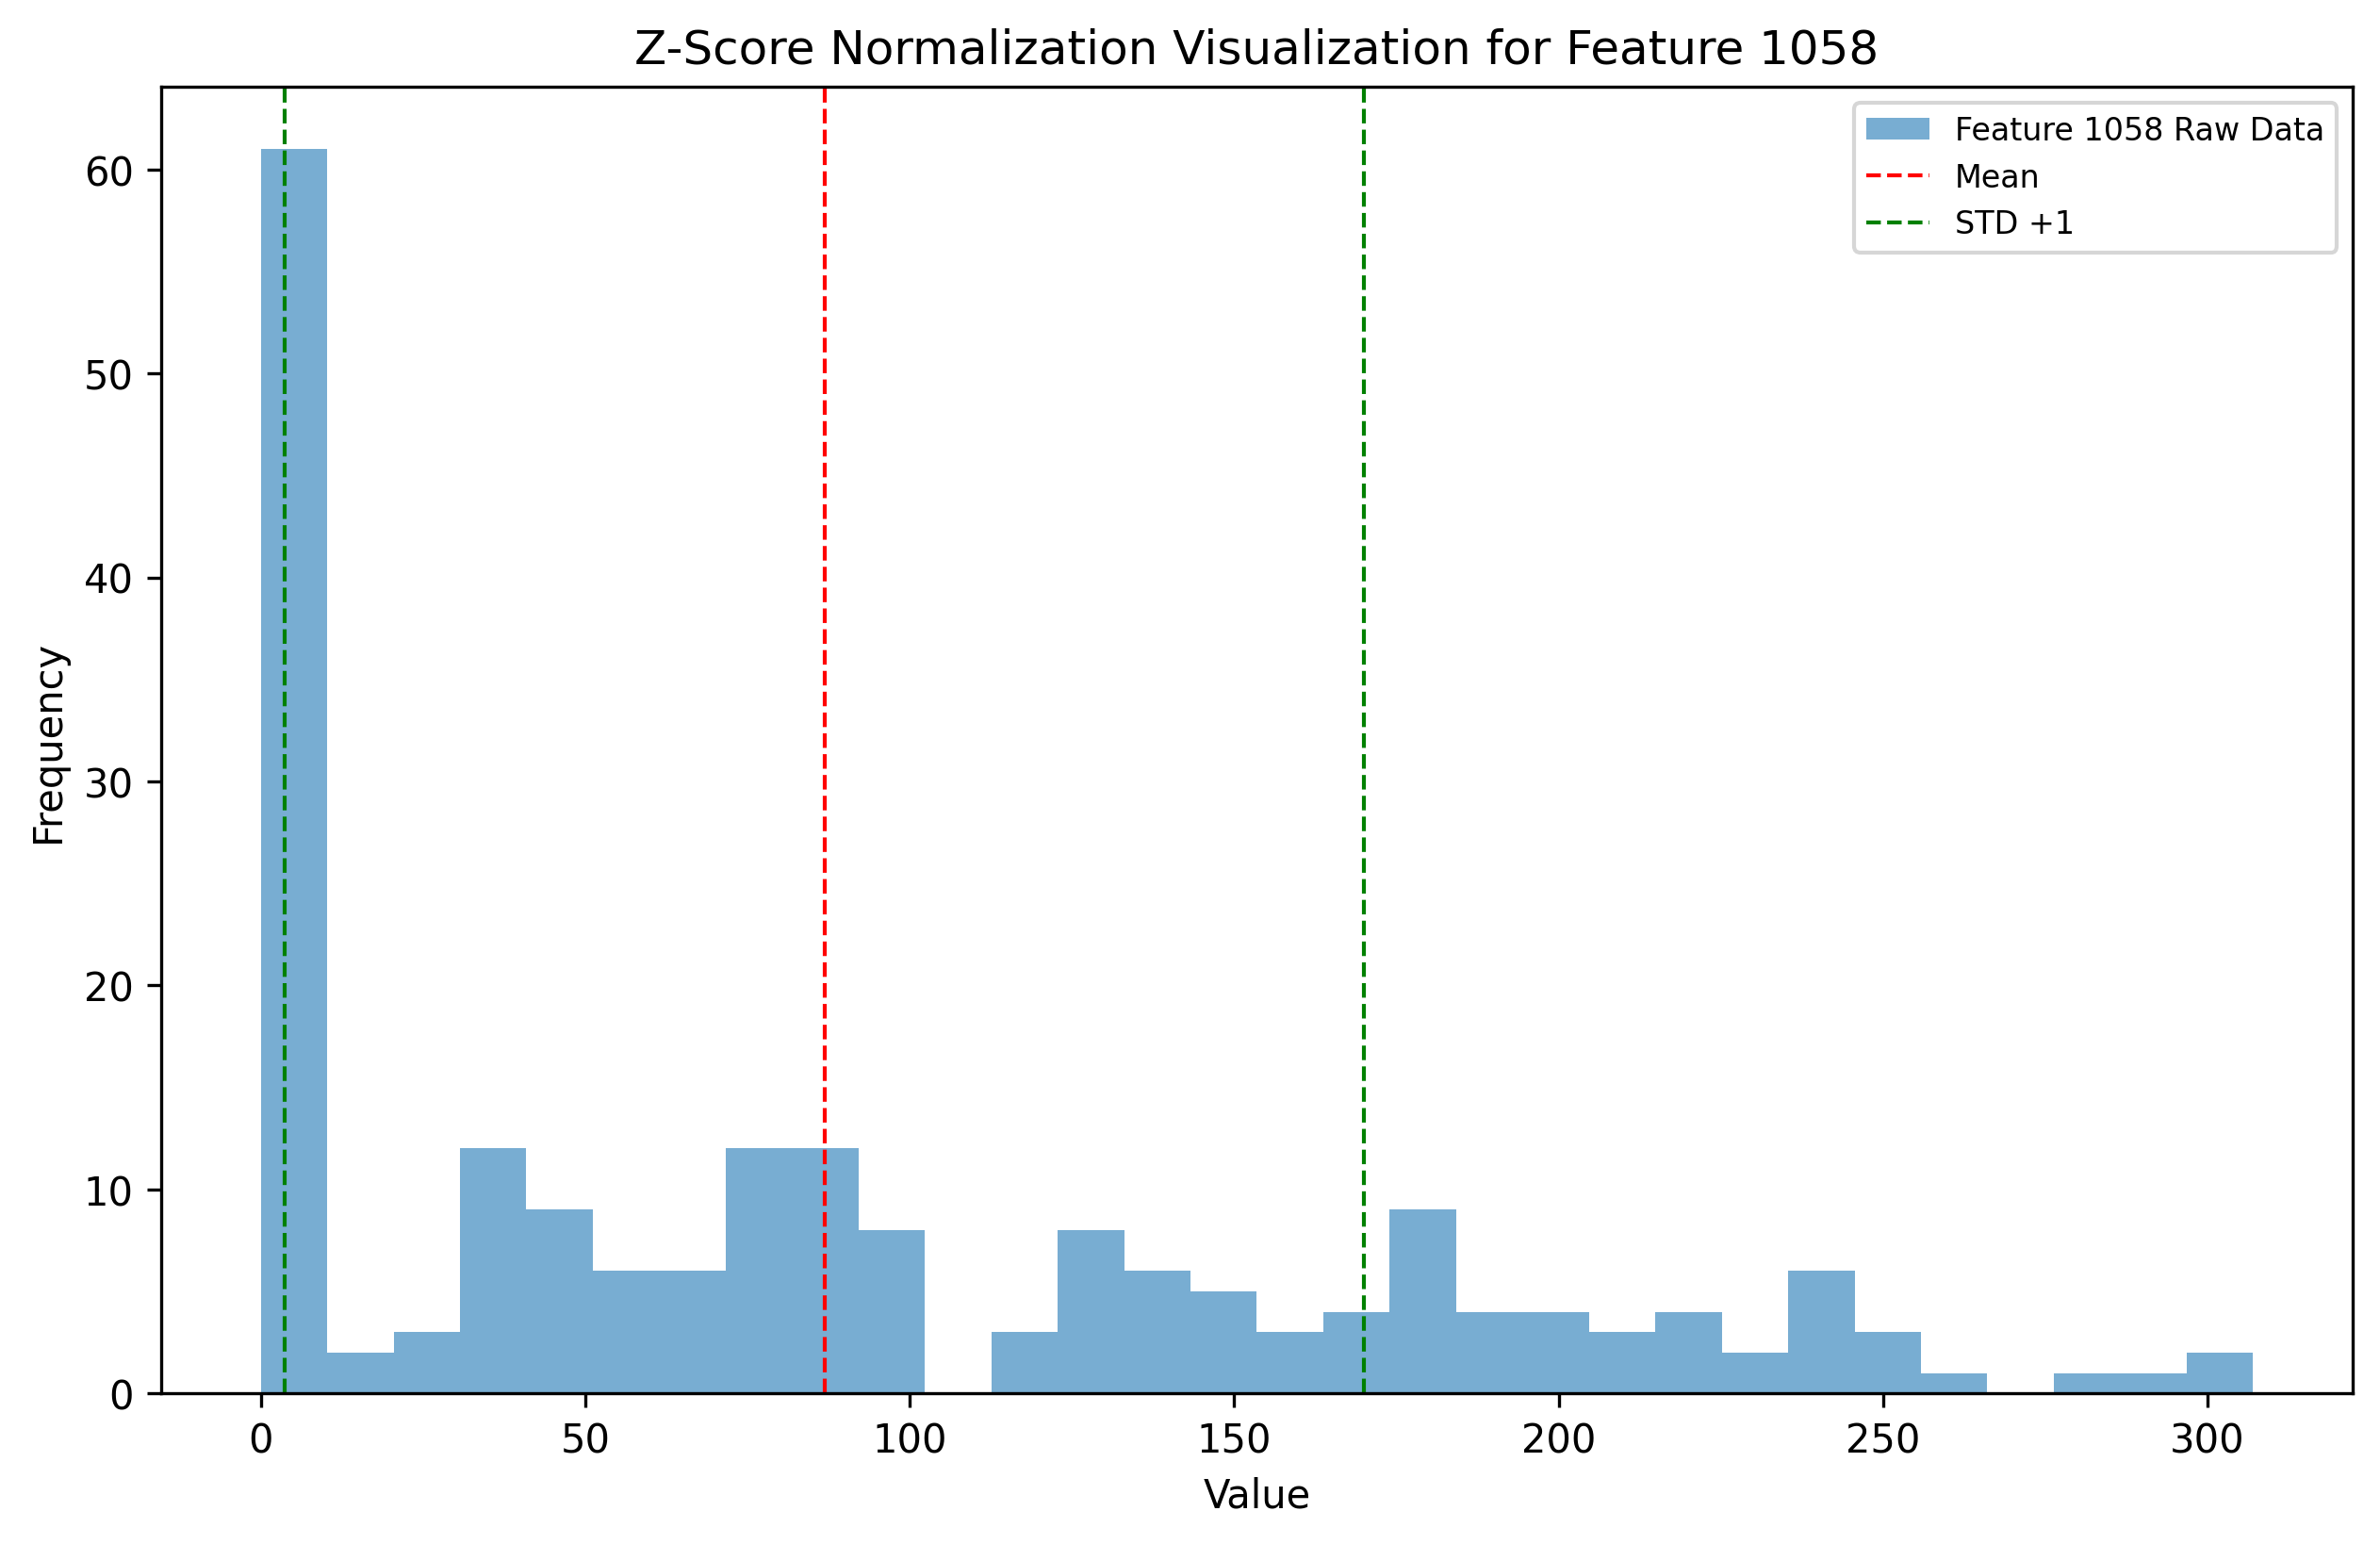 Z-Score Normalization Visualization for Feature 1058
Feature 1058 Raw Data
Mean
STD +1
60
50
40
30
20
10
0
Frequency
0 50 100 150 200 250 300
Value